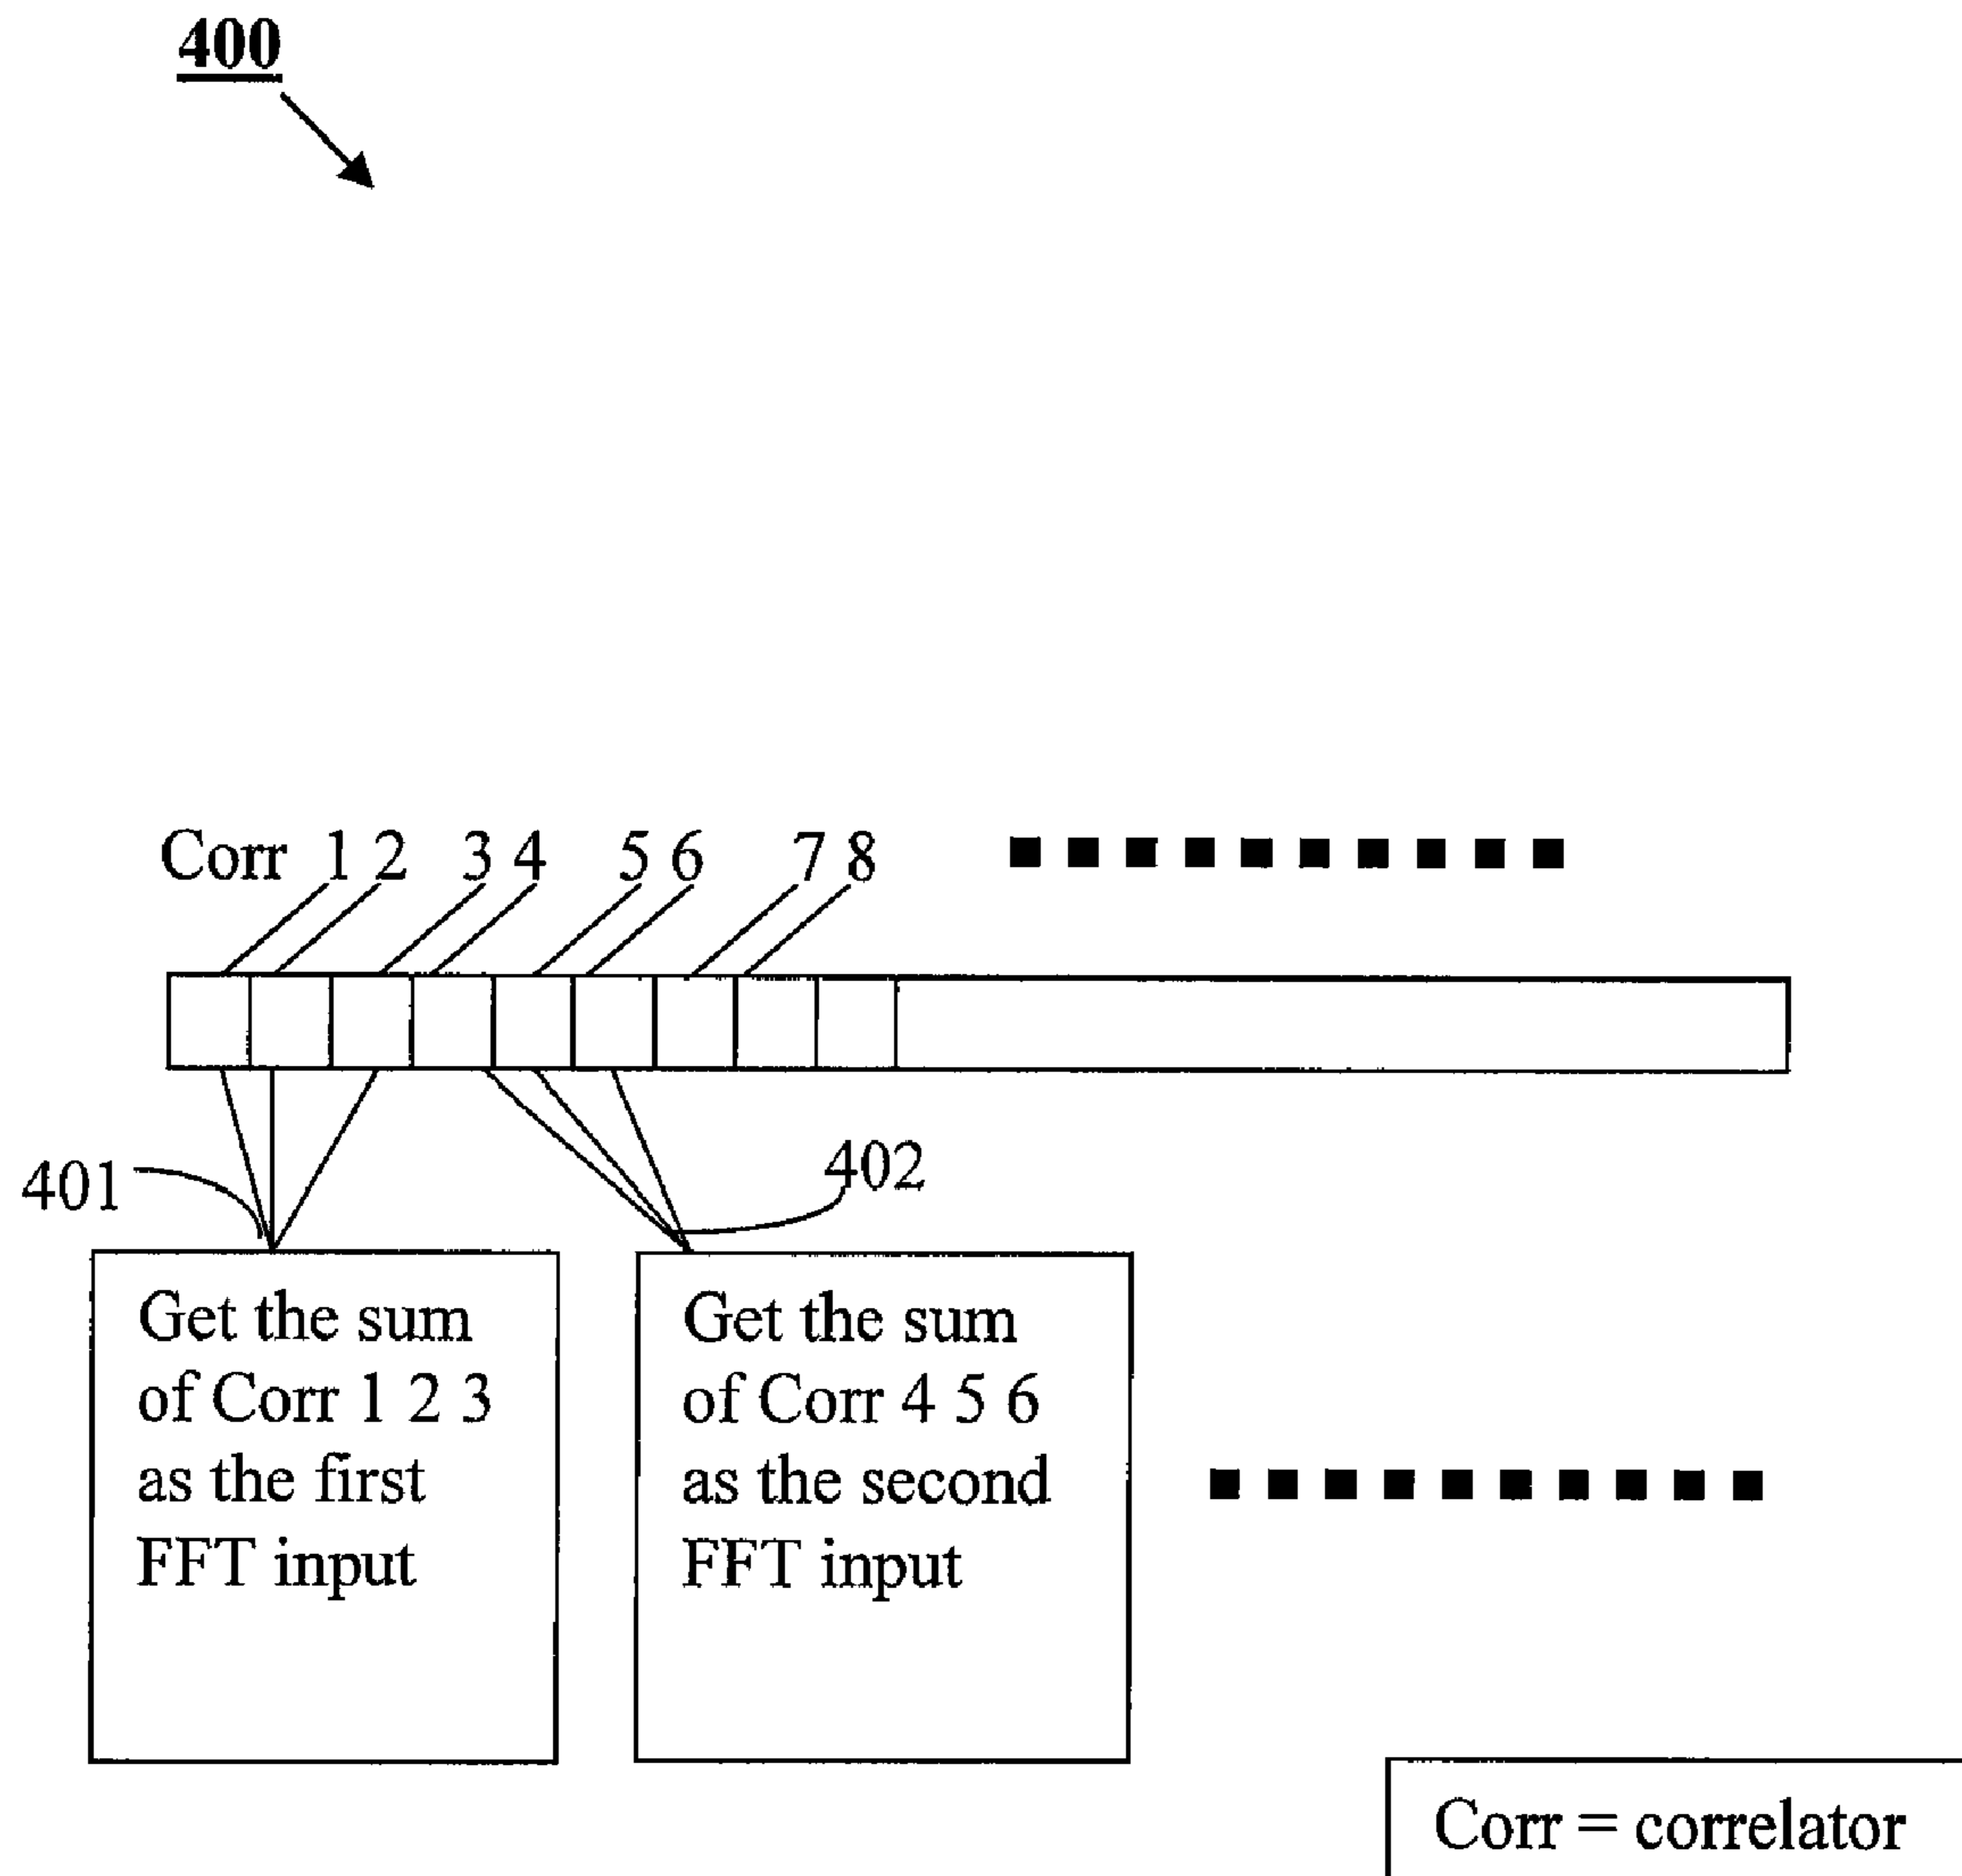 400
Corr 1 2 3 4 5 6 7 8
401
402
Get the sum
of Corr 1 2 3
as the first
FFT input
Get the sum
of Corr 4 5 6
as the second
FFT input
Corr = correlator